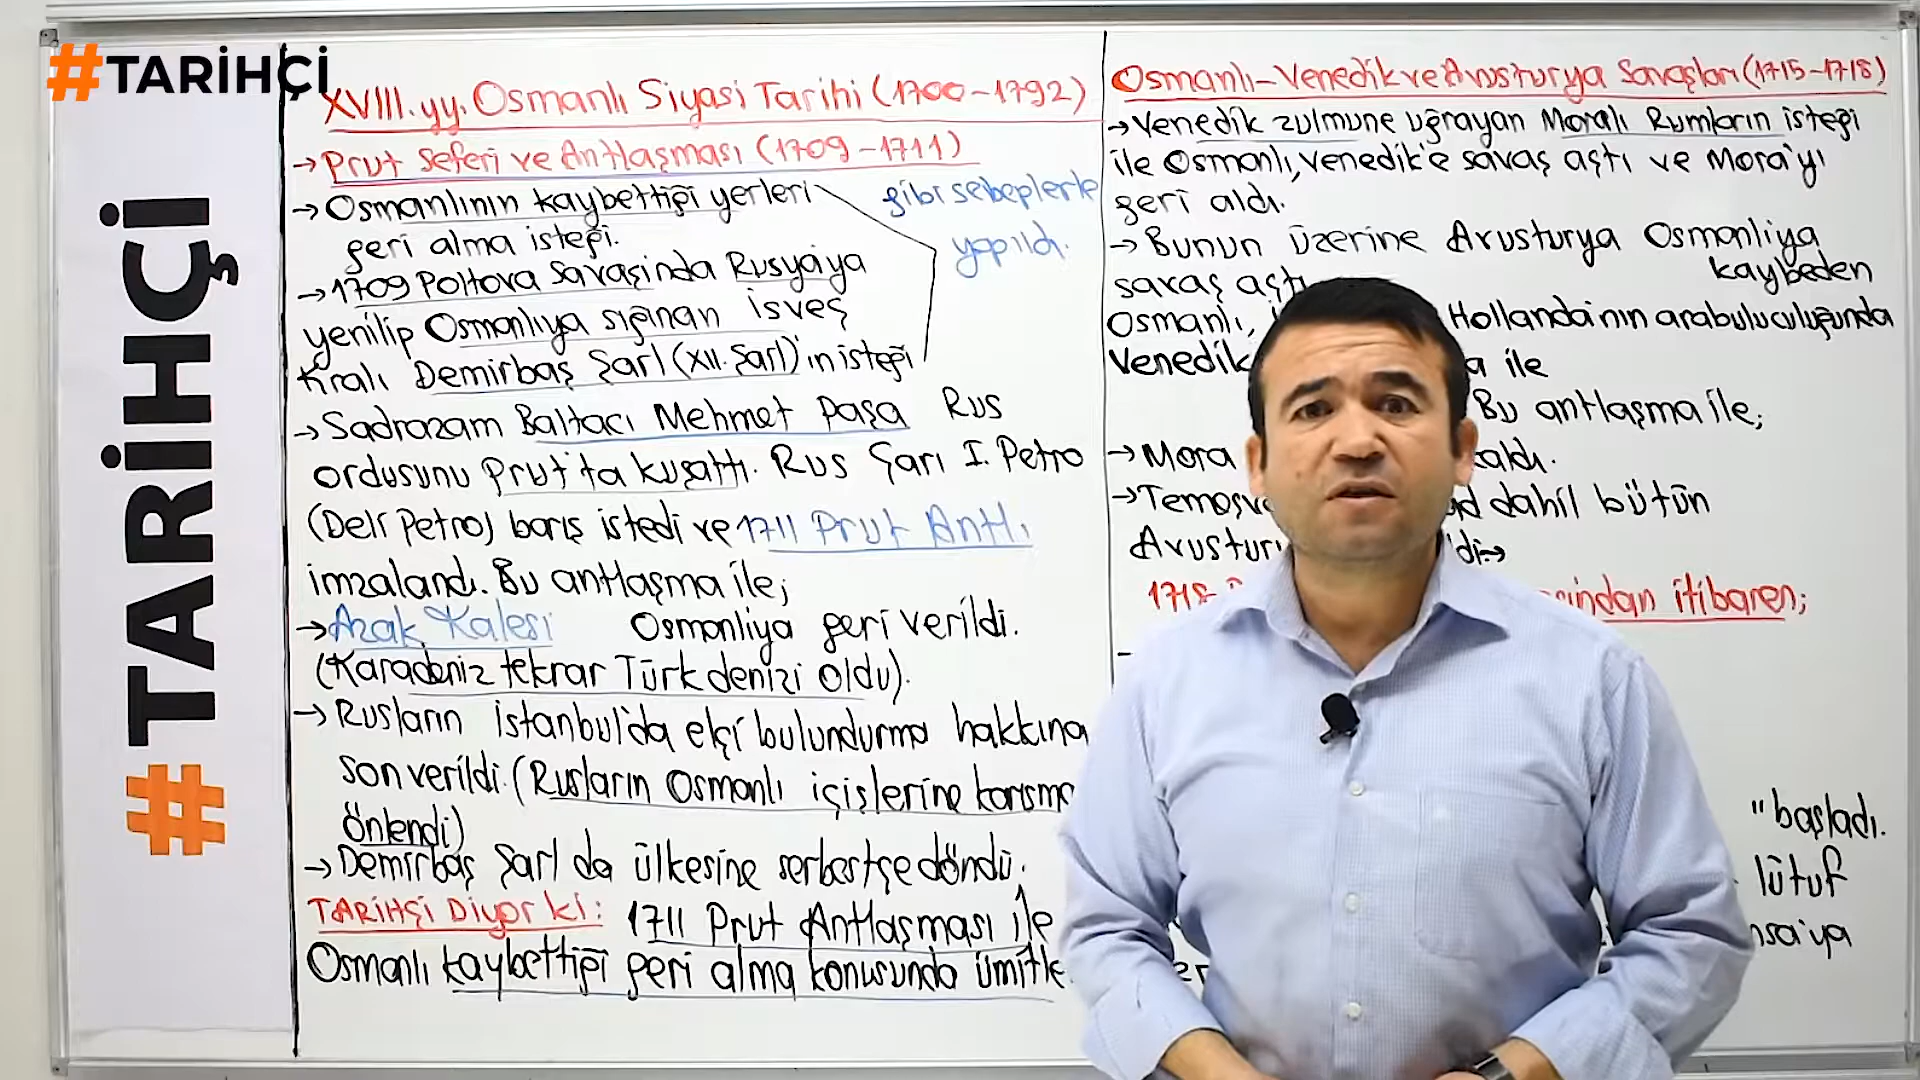 #TARİHÇİ
#TARİHÇİ
XVIII.yy. Osmanlı Siyasi Tarihi (1700-1792)
→Prut Seferi ve Antlaşması (1709-1711)
→Osmanlının kaybettiği yerleri
geri alma isteği.
gibi sebeplerle
yapıldı.
→1709 Poltova Savaşında Rusyaya
yenilip Osmanlıya sığınan İsveç
Kralı Demirbaş Şarl (XII. Şarl)'ın isteği
→Sadrazam Baltacı Mehmet Paşa Rus
ordusunu Prut'ta kuşattı. Rus Çarı I. Petro
(Deli Petro) barış istedi ve 1711 Prut Antl.
imzalandı. Bu antlaşma ile;
→Azak Kalesi Osmanlıya geri verildi.
(Karadeniz tekrar Türk denizi oldu).
→Rusların İstanbul'da elçi bulundurma hakkına
son verildi. (Rusların Osmanlı içişlerine karışma
önlendi)
→Demirbaş Şarl da ülkesine serbestçe döndü.
TARİHÇİ Diyor ki: 1711 Prut Antlaşması ile
Osmanlı kaybettiği geri alma konusunda ümitle
Osmanlı-Venedik ve Avusturya Savaşları (1715-1718)
→Venedik zulmüne uğrayan Moralı Rumların isteği
ile Osmanlı, Venedik'e savaş açtı ve Mora'yı
geri aldı.
→Bunun üzerine Avusturya Osmanlıya
savaş açtı
kaybeden
Osmanlı, Hollanda'nın arabuluculuğunda
Venedik ile
Bu antlaşma ile;
→Mora kaldı.
→Temeşv dahil bütün
Avustury
1718 itibaren;
" başladı.
lütuf